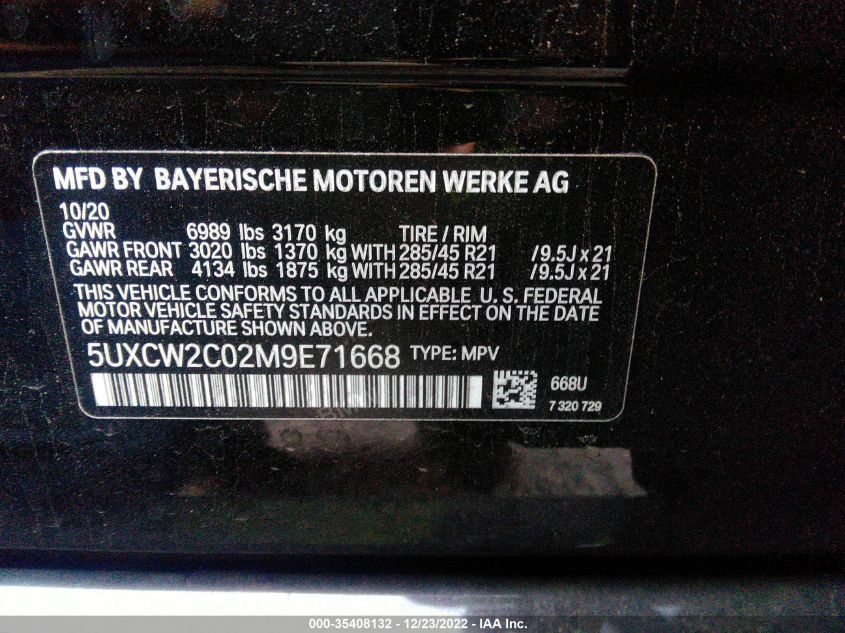 MFD BY BAYERISCHE MOTOREN WERKE AG
10/20
GVWR 6989 lbs 3170 kg TIRE / RIM
GAWR FRONT 3020 lbs 1370 kg WITH 285/45 R21 /9.5J x 21
GAWR REAR 4134 lbs 1875 kg WITH 285/45 R21 /9.5J x 21
THIS VEHICLE CONFORMS TO ALL APPLICABLE U. S. FEDERAL
MOTOR VEHICLE SAFETY STANDARDS IN EFFECT ON THE DATE
OF MANUFACTURE SHOWN ABOVE.
5UXCW2C02M9E71668 TYPE: MPV
668U
7 320 729
000-35408132 - 12/23/2022 - IAA Inc.